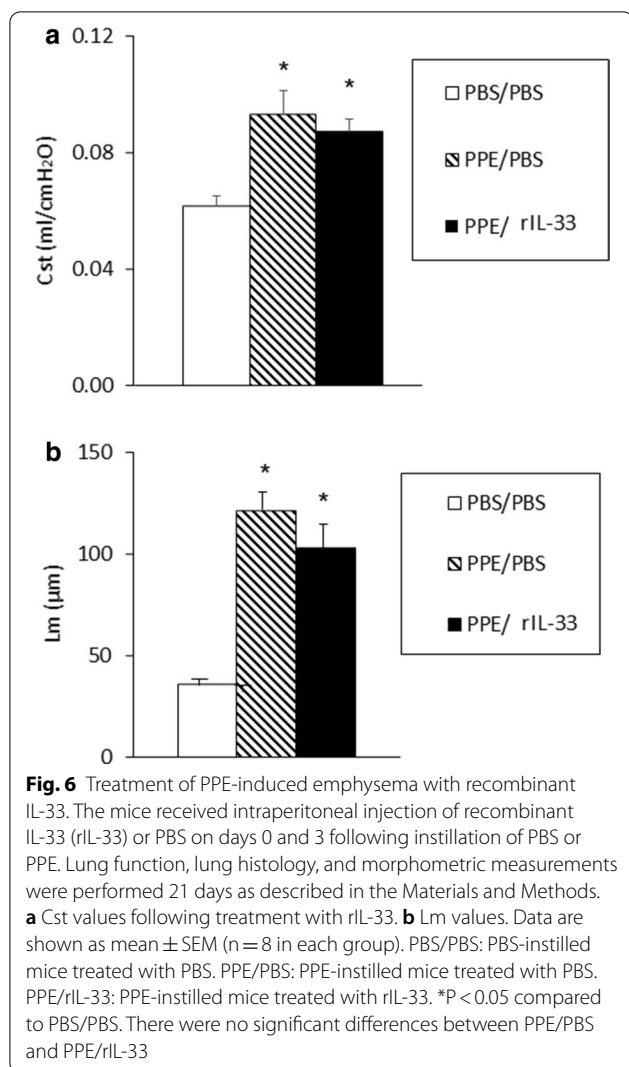 a
0.12
0.08
0.04
0.00
Cst (ml/cmH₂O)
*
*
PBS/PBS
PPE/PBS
PPE/ rIL-33
b
150
100
50
0
Lm (µm)
*
*
PBS/PBS
PPE/PBS
PPE/ rIL-33
Fig. 6 Treatment of PPE-induced emphysema with recombinant
IL-33. The mice received intraperitoneal injection of recombinant
IL-33 (rIL-33) or PBS on days 0 and 3 following instillation of PBS or
PPE. Lung function, lung histology, and morphometric measurements
were performed 21 days as described in the Materials and Methods.
a Cst values following treatment with rIL-33. b Lm values. Data are
shown as mean ± SEM (n = 8 in each group). PBS/PBS: PBS-instilled
mice treated with PBS. PPE/PBS: PPE-instilled mice treated with PBS.
PPE/rIL-33: PPE-instilled mice treated with rIL-33. *P < 0.05 compared
to PBS/PBS. There were no significant differences between PPE/PBS
and PPE/rIL-33